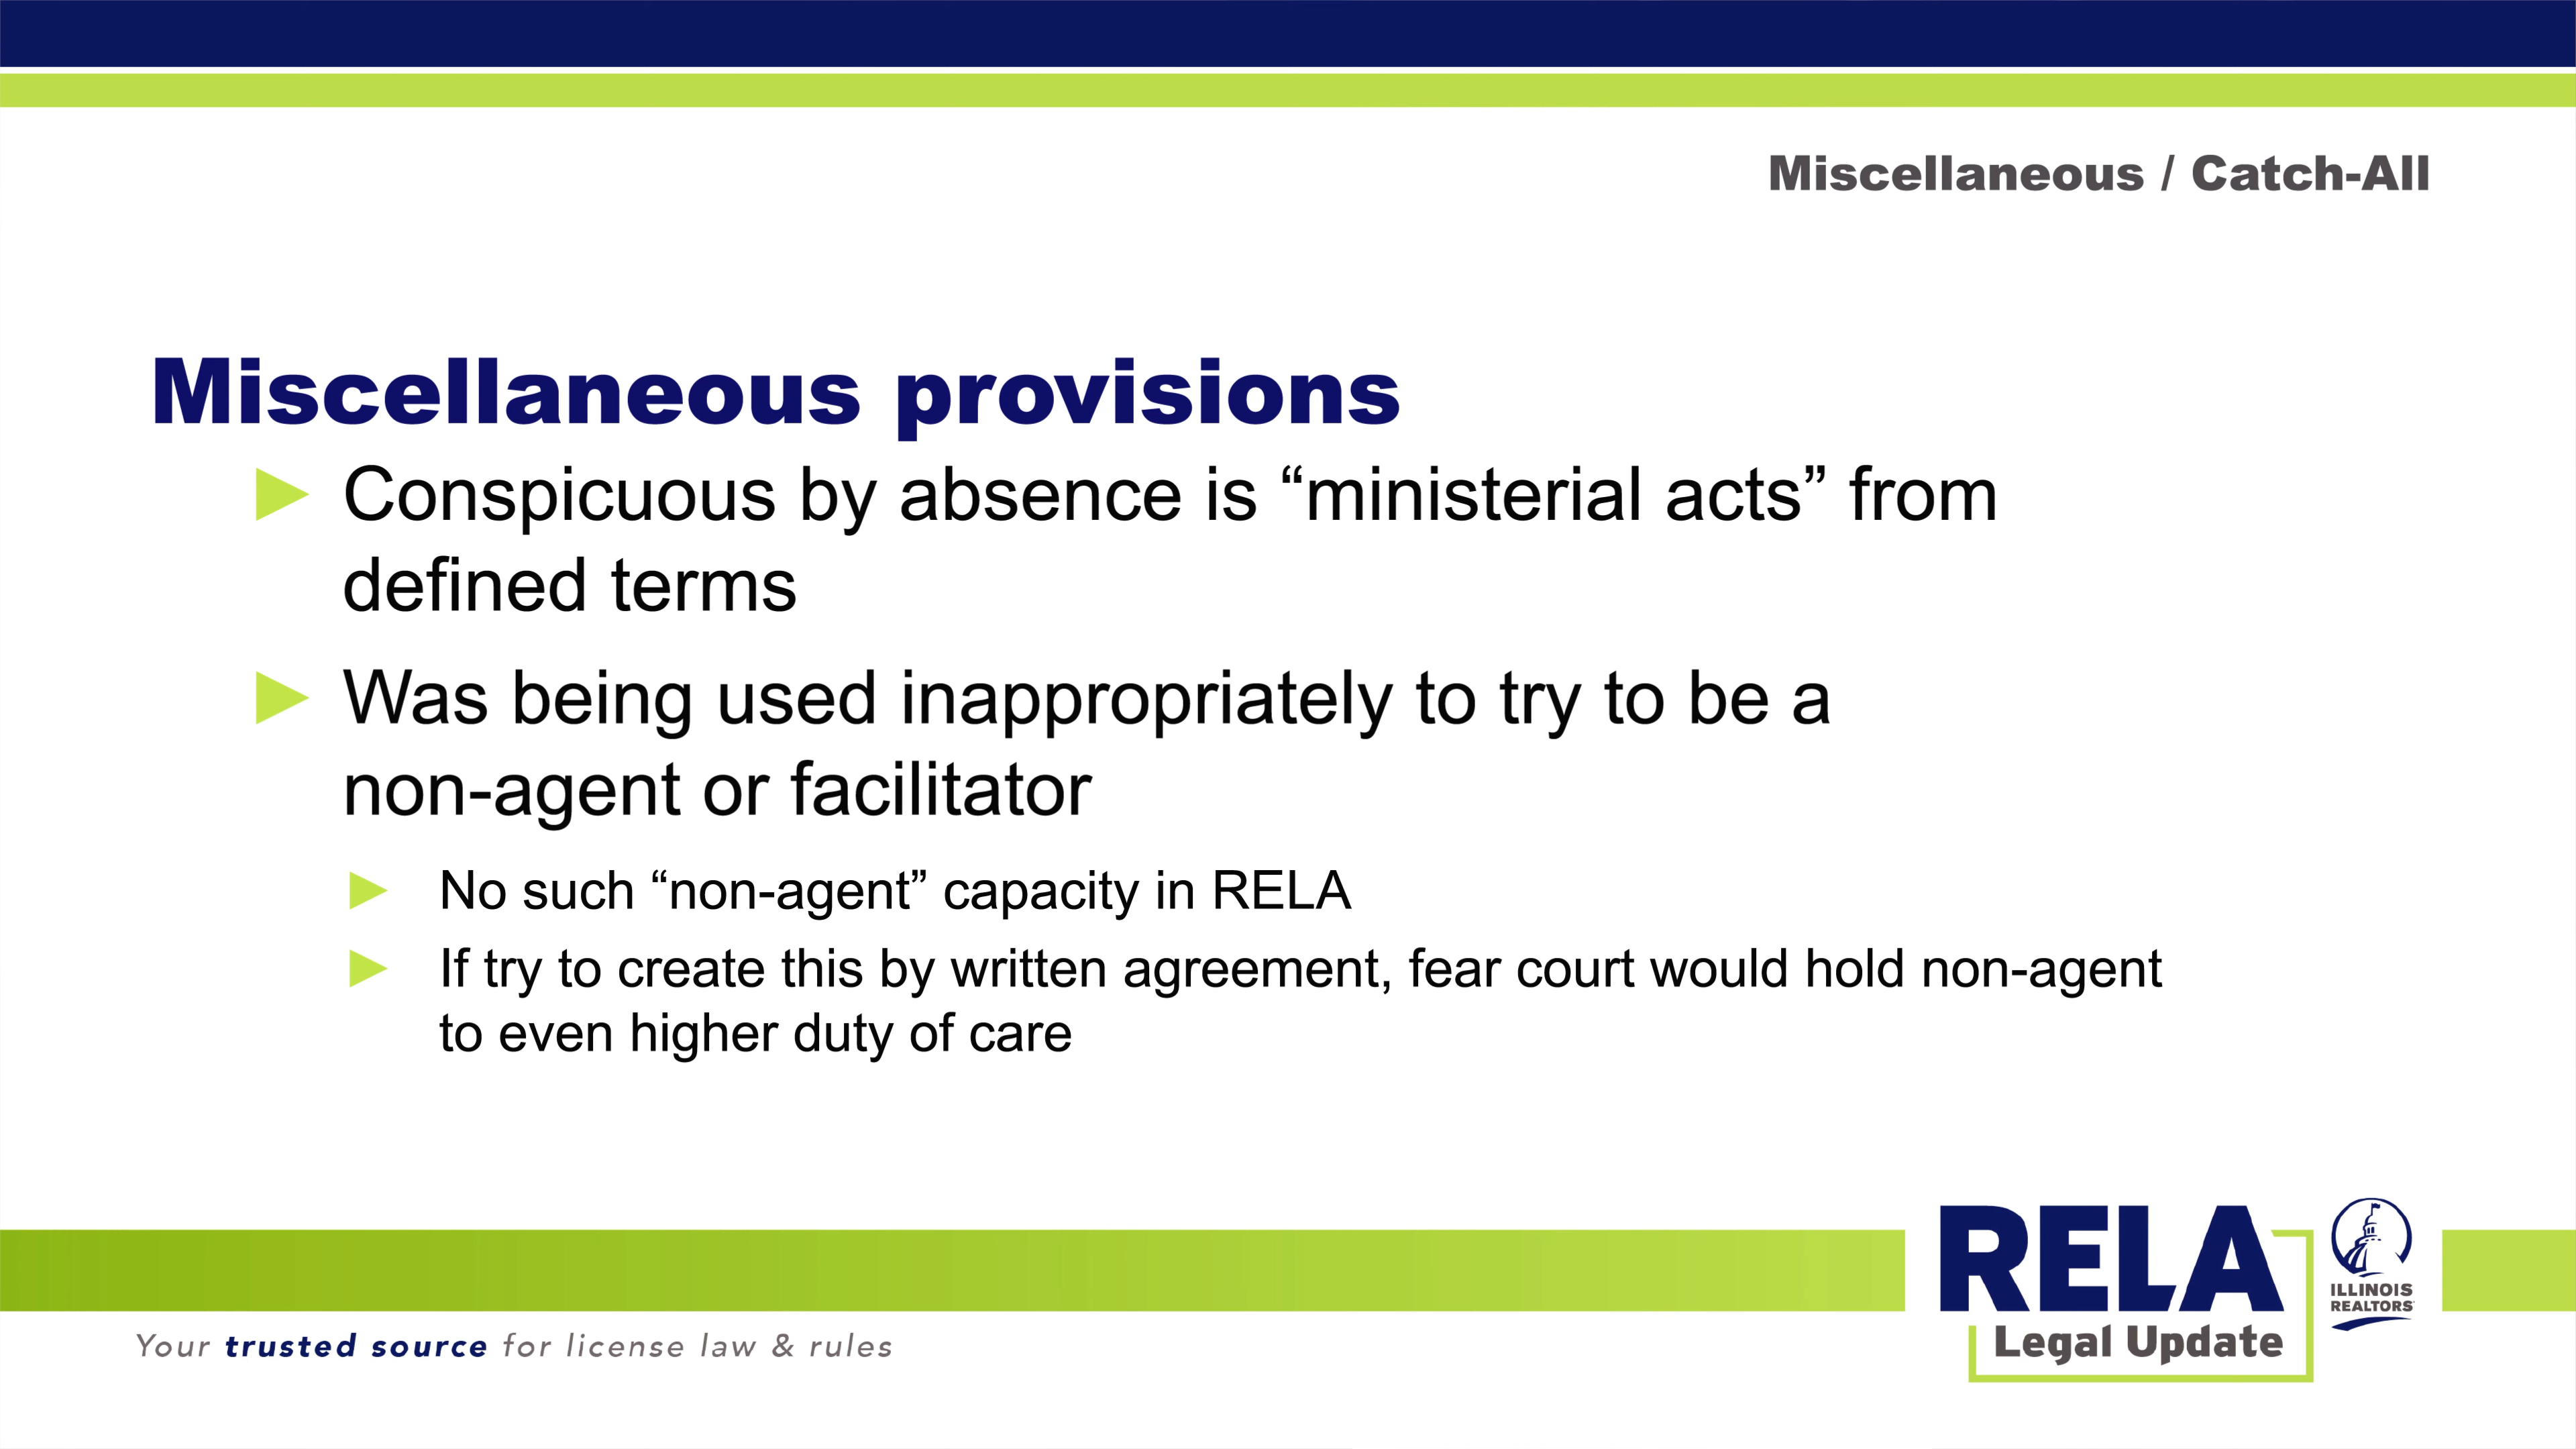 Miscellaneous / Catch-All
Miscellaneous provisions
Conspicuous by absence is “ministerial acts” from
defined terms
Was being used inappropriately to try to be a
non-agent or facilitator
No such “non-agent” capacity in RELA
If try to create this by written agreement, fear court would hold non-agent
to even higher duty of care
RELA
Legal Update
ILLINOIS
REALTORS
Your trusted source for license law & rules